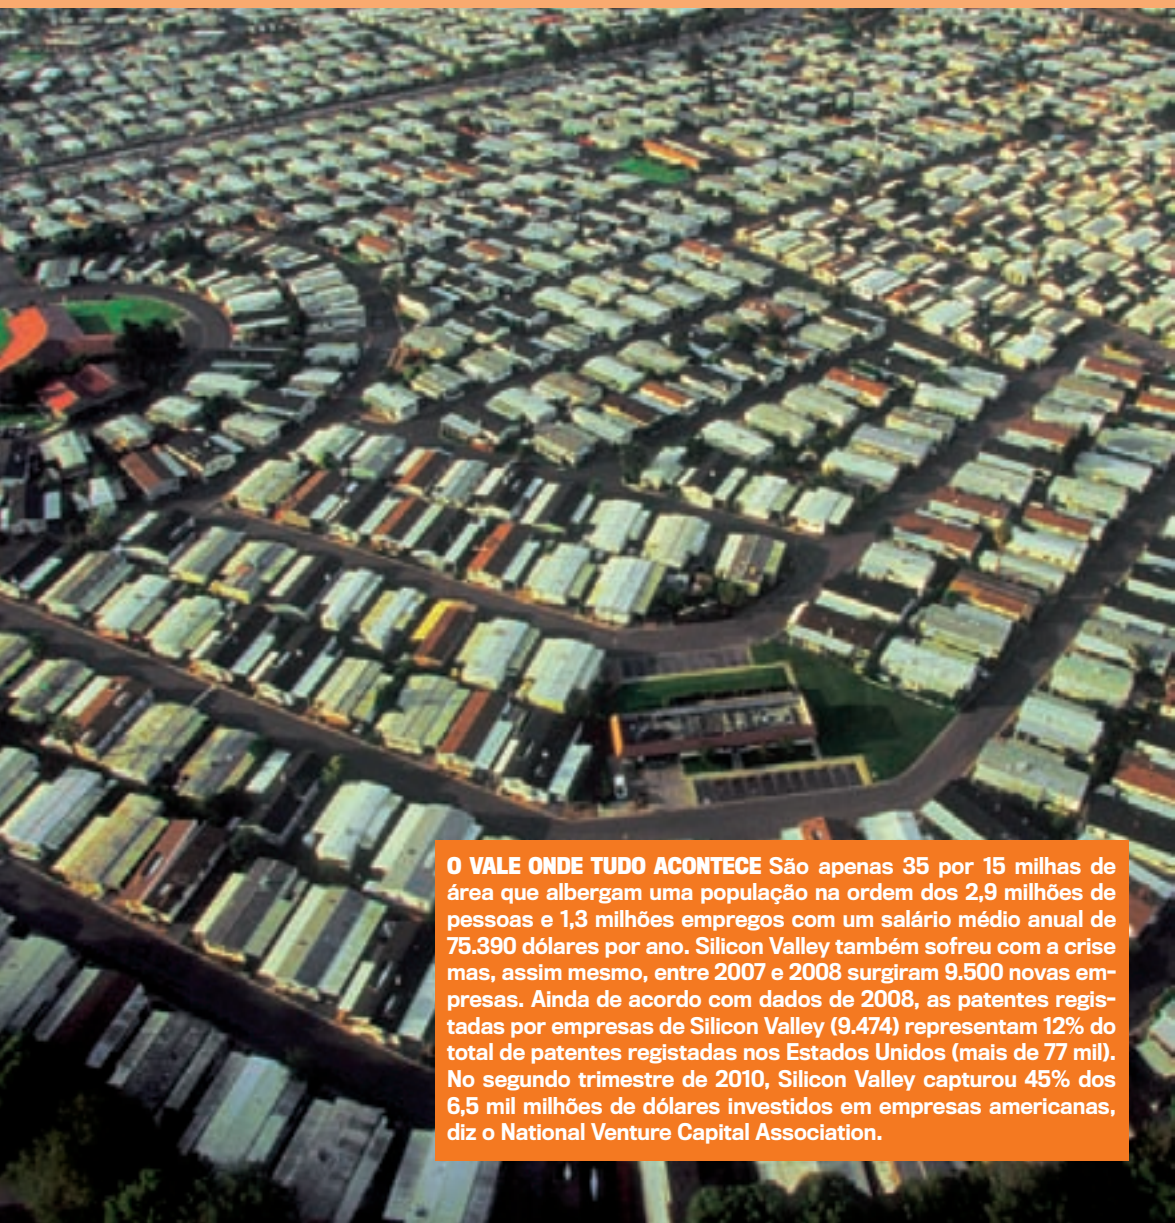 O VALE ONDE TUDO ACONTECE São apenas 35 por 15 milhas de
área que albergam uma população na ordem dos 2,9 milhões de
pessoas e 1,3 milhões empregos com um salário médio anual de
75.390 dólares por ano. Silicon Valley também sofreu com a crise
mas, assim mesmo, entre 2007 e 2008 surgiram 9.500 novas em-
presas. Ainda de acordo com dados de 2008, as patentes regis-
tadas por empresas de Silicon Valley (9.474) representam 12% do
total de patentes registadas nos Estados Unidos (mais de 77 mil).
No segundo trimestre de 2010, Silicon Valley capturou 45% dos
6,5 mil milhões de dólares investidos em empresas americanas,
diz o National Venture Capital Association.